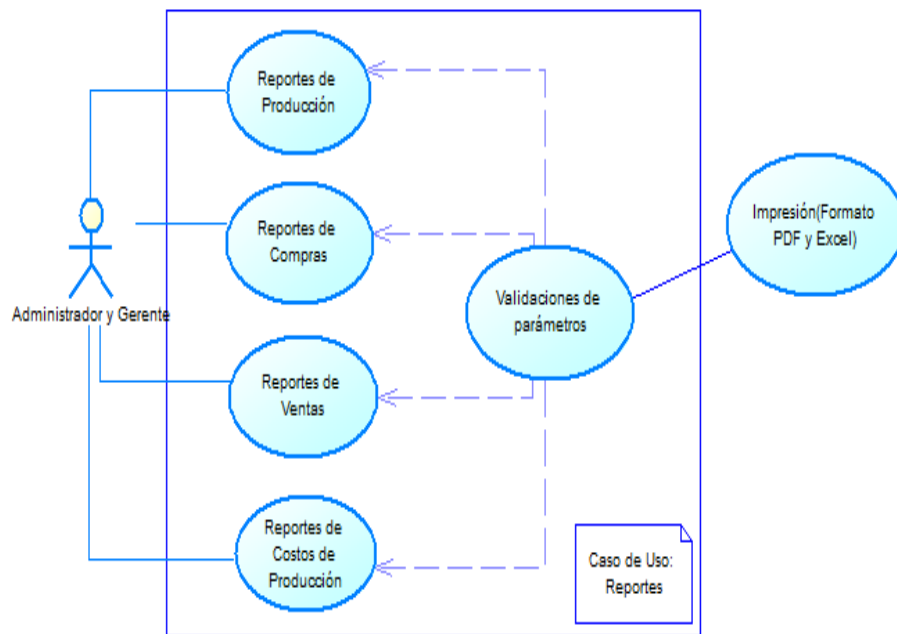 Reportes de
Producción
Reportes de
Compras
Administrador y Gerente
Validaciones de
parámetros
Impresión(Formato
PDF y Excel)
Reportes de
Ventas
Reportes de
Costos de
Producción
Caso de Uso:
Reportes